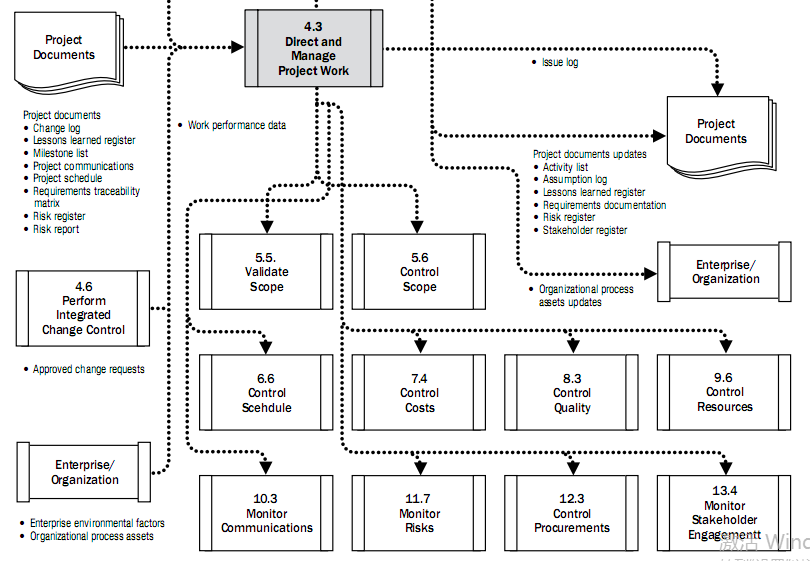 Project
Documents
4.3
Direct and
Manage
Project Work
• Issue log
Project documents
• Change log
• Lessons learned register
• Milestone list
• Project communications
• Project schedule
• Requirements traceability
matrix
• Risk register
• Risk report
• Work performance data
Project
Documents
Project documents updates
• Activity list
• Assumption log
• Lessons learned register
• Requirements documentation
• Risk register
• Stakeholder register
5.5.
Validate
Scope
5.6
Control
Scope
Enterprise/
Organization
• Organizational process
assets updates
4.6
Perform
Integrated
Change Control
• Approved change requests
6.6
Control
Scehdule
7.4
Control
Costs
8.3
Control
Quality
9.6
Control
Resources
Enterprise/
Organization
• Enterprise environmental factors
• Organizational process assets
10.3
Monitor
Communications
11.7
Monitor
Risks
12.3
Control
Procurements
13.4
Monitor
Stakeholder
Engagementt
激活 Winc